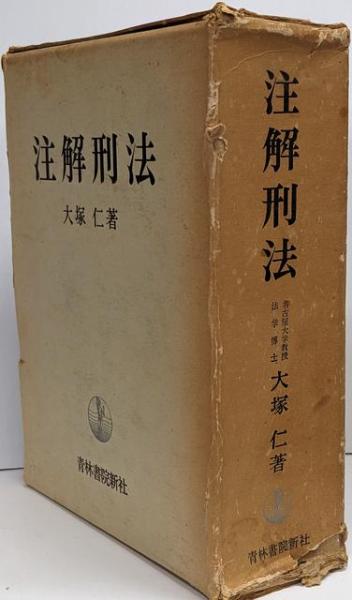 注解刑法
大塚 仁著
青林書院新社
注解刑法
名古屋大学教授
法学博士
大塚 仁著
青林書院新社